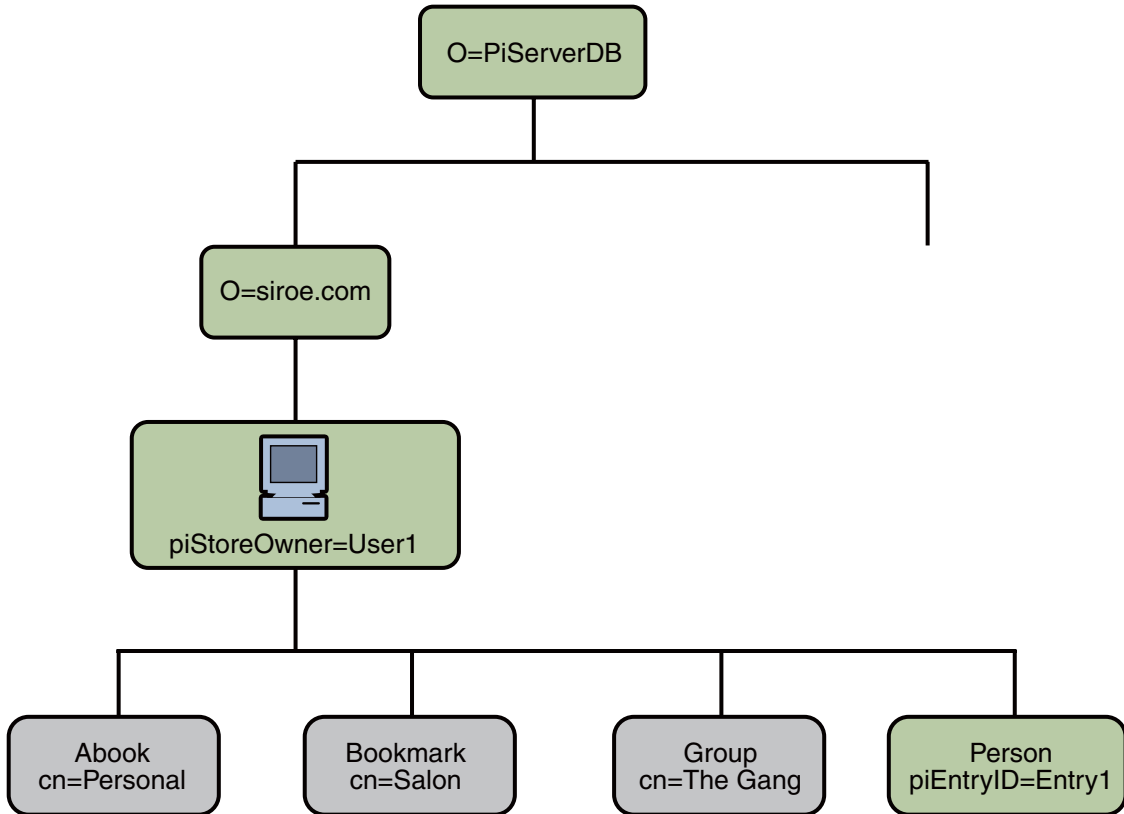 O=PiServerDB
O=siroe.com
piStoreOwner=User1
Abook
cn=Personal
Bookmark
cn=Salon
Group
cn=The Gang
Person
piEntryID=Entry1